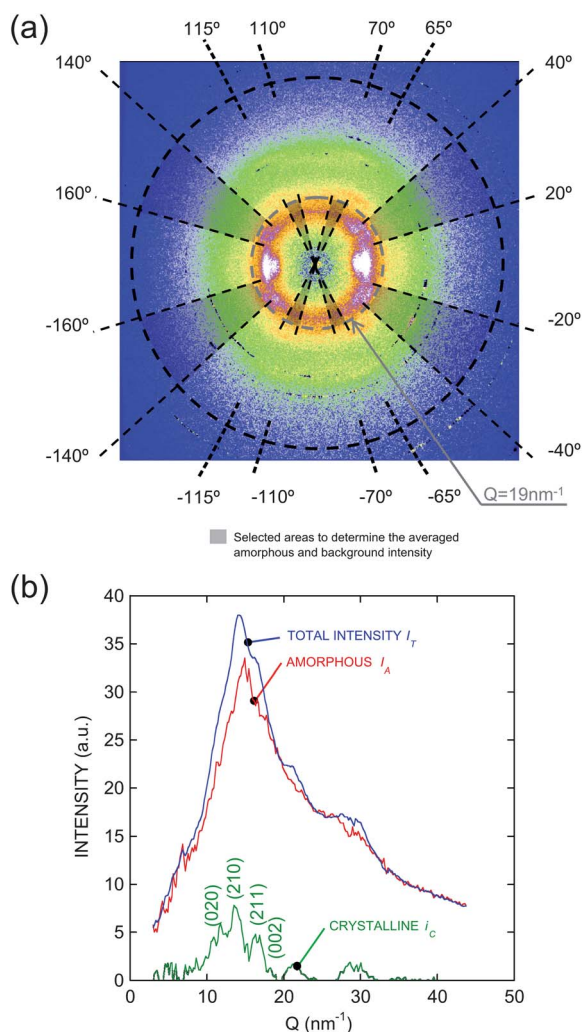 (a)
115º 110º 70º 65º
140º 40º
160º 20º
-160º -20º
-140º -40º
-115º -110º -70º -65º
Q=19nm⁻¹
Selected areas to determine the averaged
amorphous and background intensity
(b)
40
35
30
25
20
15
10
5
0
INTENSITY (a.u.)
TOTAL INTENSITY I_T
AMORPHOUS I_A
(020) (210) (211) (002)
CRYSTALLINE i_C
0 10 20 30 40 50
Q (nm⁻¹)